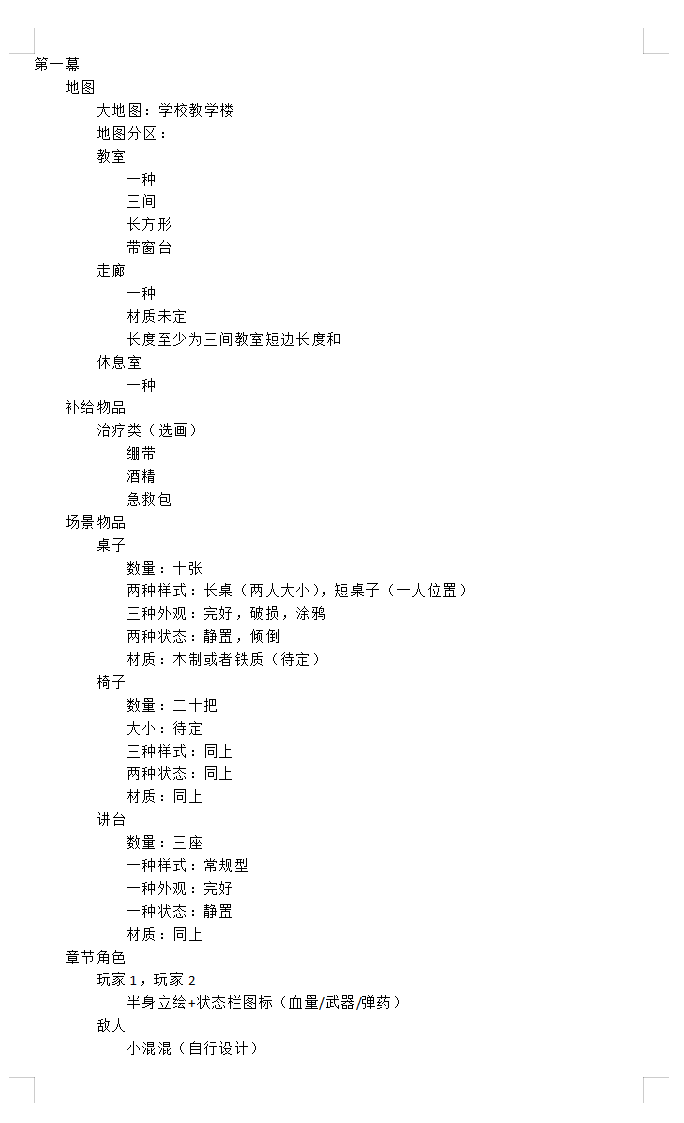 第一幕
地图
大地图：学校教学楼
地图分区：
教室
一种
三间
长方形
带窗台
走廊
一种
材质未定
长度至少为三间教室短边长度和
休息室
一种
补给物品
治疗类（选画）
绷带
酒精
急救包
场景物品
桌子
数量：十张
两种样式：长桌（两人大小），短桌子（一人位置）
三种外观：完好，破损，涂鸦
两种状态：静置，倾倒
材质：木制或者铁质（待定）
椅子
数量：二十把
大小：待定
三种样式：同上
两种状态：同上
材质：同上
讲台
数量：三座
一种样式：常规型
一种外观：完好
一种状态：静置
材质：同上
章节角色
玩家1，玩家2
半身立绘+状态栏图标（血量/武器/弹药）
敌人
小混混（自行设计）